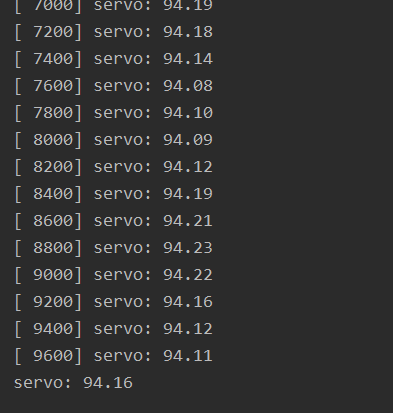 [ 7000] servo: 94.19
[ 7200] servo: 94.18
[ 7400] servo: 94.14
[ 7600] servo: 94.08
[ 7800] servo: 94.10
[ 8000] servo: 94.09
[ 8200] servo: 94.12
[ 8400] servo: 94.19
[ 8600] servo: 94.21
[ 8800] servo: 94.23
[ 9000] servo: 94.22
[ 9200] servo: 94.16
[ 9400] servo: 94.12
[ 9600] servo: 94.11
servo: 94.16